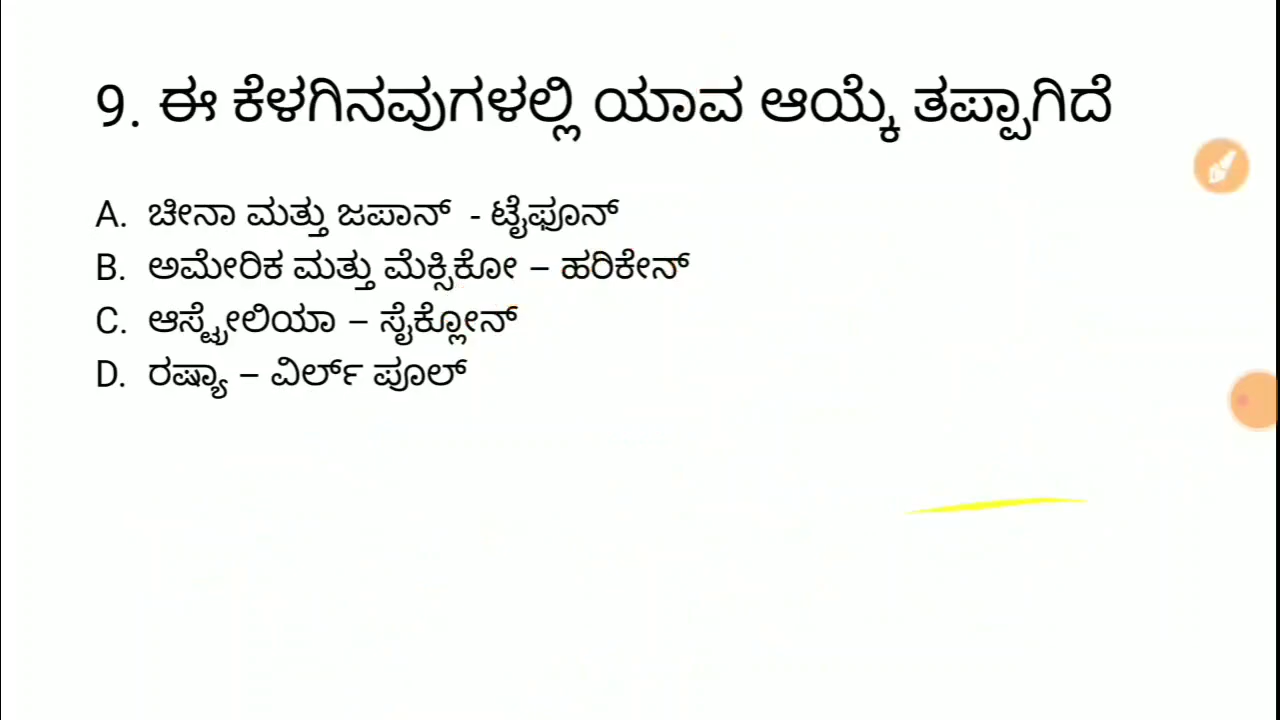 9. ಈ ಕೆಳಗಿನವುಗಳಲ್ಲಿ ಯಾವ ಆಯ್ಕೆ ತಪ್ಪಾಗಿದೆ
A. ಚೀನಾ ಮತ್ತು ಜಪಾನ್ - ಟೈಫೂನ್
B. ಅಮೇರಿಕ ಮತ್ತು ಮೆಕ್ಸಿಕೋ – ಹರಿಕೇನ್
C. ಆಸ್ಟ್ರೇಲಿಯಾ – ಸೈಕ್ಲೋನ್
D. ರಷ್ಯಾ – ವಿರ್ಲ್ ಪೂಲ್